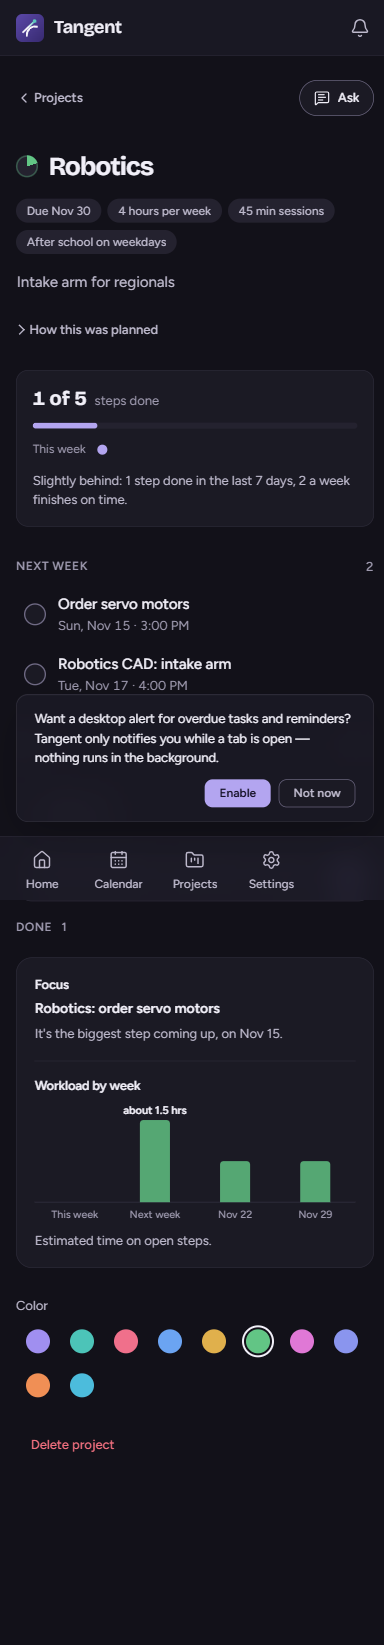 Tangent
Projects
Ask
Robotics
Due Nov 30
4 hours per week
45 min sessions
After school on weekdays
Intake arm for regionals
How this was planned
1 of 5 steps done
This week
Slightly behind: 1 step done in the last 7 days, 2 a week
finishes on time.
NEXT WEEK
2
Order servo motors
Sun, Nov 15 · 3:00 PM
Robotics CAD: intake arm
Tue, Nov 17 · 4:00 PM
Want a desktop alert for overdue tasks and reminders?
Tangent only notifies you while a tab is open —
nothing runs in the background.
Enable
Not now
Home
Calendar
Projects
Settings
DONE 1
Focus
Robotics: order servo motors
It's the biggest step coming up, on Nov 15.
Workload by week
about 1.5 hrs
This week
Next week
Nov 22
Nov 29
Estimated time on open steps.
Color
Delete project